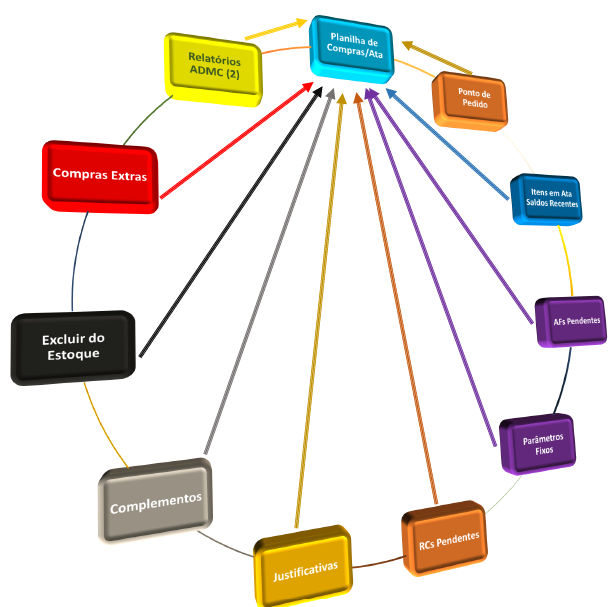 Planilha de
Compras/Ata
Relatórios
ADMC (2)
Ponto de
Pedido
Compras Extras
Itens em Ata
Saldos Recentes
AFs Pendentes
Excluir do
Estoque
Parâmetros
Fixos
Complementos
RCs Pendentes
Justificativas